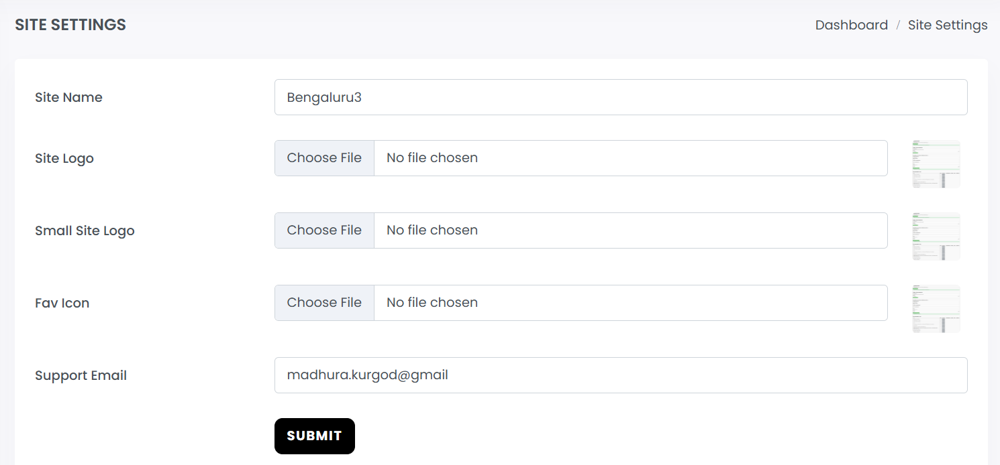 SITE SETTINGS
Dashboard / Site Settings
Site Name
Bengaluru3
Site Logo
Choose File No file chosen
Small Site Logo
Choose File No file chosen
Fav Icon
Choose File No file chosen
Support Email
madhura.kurgod@gmail
SUBMIT